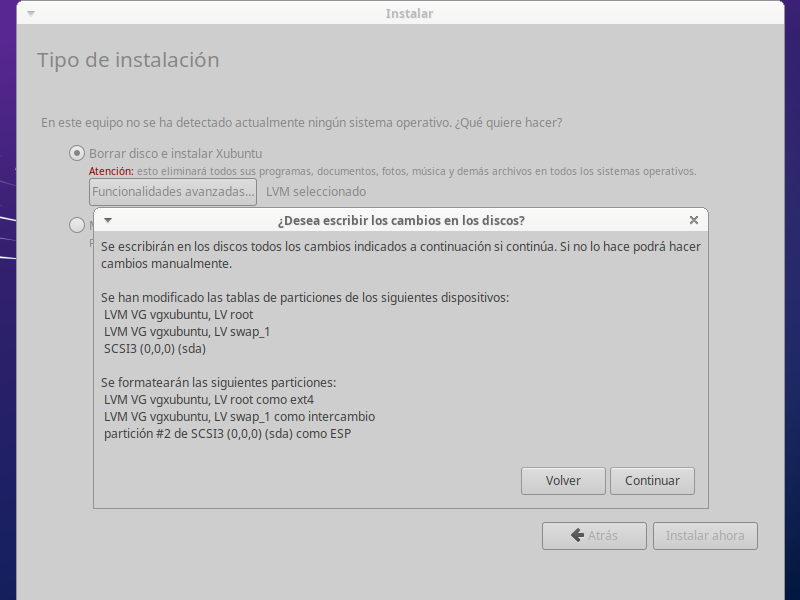 Instalar
Tipo de instalación
En este equipo no se ha detectado actualmente ningún sistema operativo. ¿Qué quiere hacer?
Borrar disco e instalar Xubuntu
Atención: esto eliminará todos sus programas, documentos, fotos, música y demás archivos en todos los sistemas operativos.
Funcionalidades avanzadas... LVM seleccionado
¿Desea escribir los cambios en los discos?
Se escribirán en los discos todos los cambios indicados a continuación si continúa. Si no lo hace podrá hacer
cambios manualmente.
Se han modificado las tablas de particiones de los siguientes dispositivos:
LVM VG vgxubuntu, LV root
LVM VG vgxubuntu, LV swap_1
SCSI3 (0,0,0) (sda)
Se formatearán las siguientes particiones:
LVM VG vgxubuntu, LV root como ext4
LVM VG vgxubuntu, LV swap_1 como intercambio
partición #2 de SCSI3 (0,0,0) (sda) como ESP
Volver Continuar
Atrás Instalar ahora